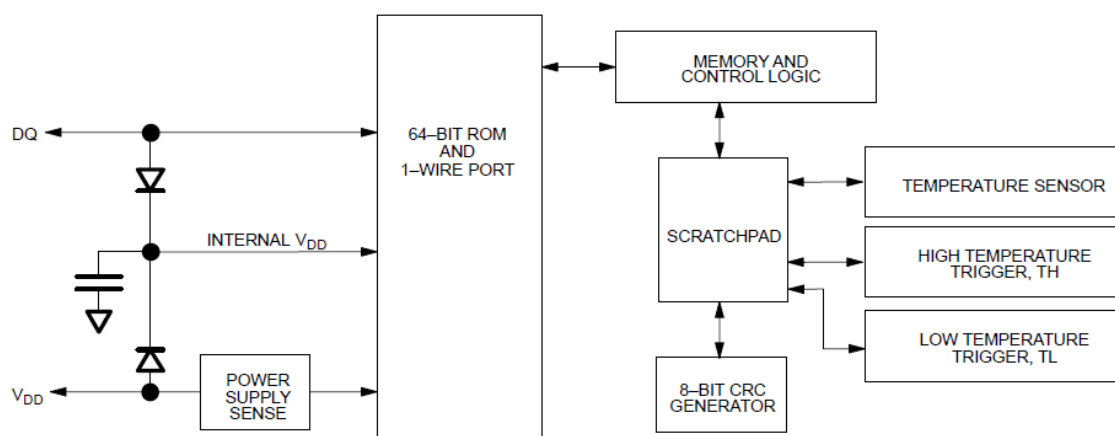 DQ
64–BIT ROM
AND
1–WIRE PORT
INTERNAL VDD
VDD
POWER
SUPPLY
SENSE
MEMORY AND
CONTROL LOGIC
SCRATCHPAD
8–BIT CRC
GENERATOR
TEMPERATURE SENSOR
HIGH TEMPERATURE
TRIGGER, TH
LOW TEMPERATURE
TRIGGER, TL